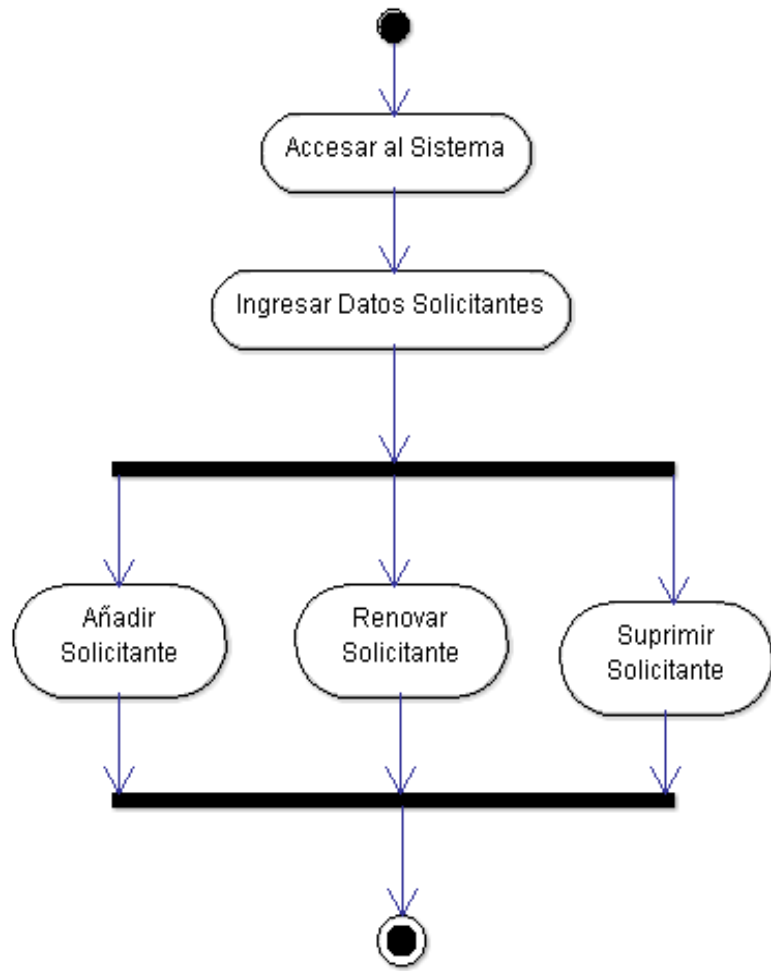 Accesar al Sistema
Ingresar Datos Solicitantes
Añadir
Solicitante
Renovar
Solicitante
Suprimir
Solicitante